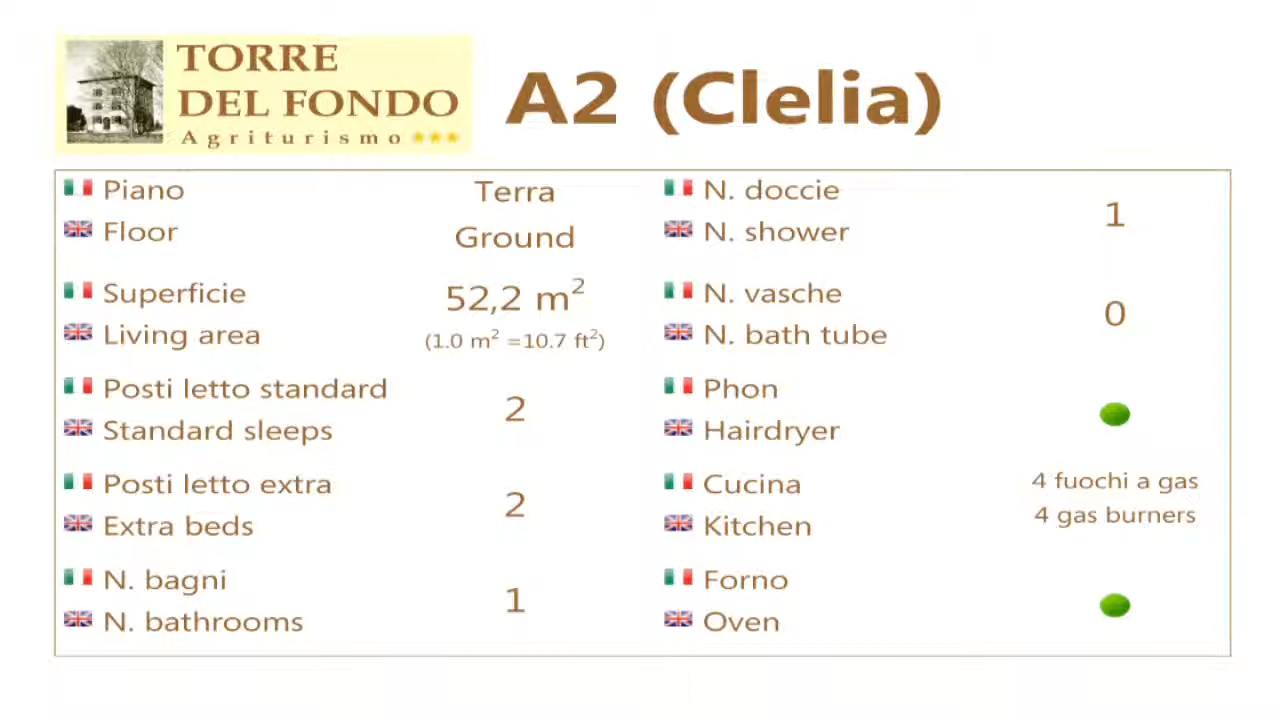 TORRE
DEL FONDO
Agriturismo
A2 (Clelia)
Piano
Floor
Terra
Ground
Superficie
Living area
52,2 m²
(1.0 m² =10.7 ft²)
Posti letto standard
Standard sleeps
2
Posti letto extra
Extra beds
2
N. bagni
N. bathrooms
1
N. doccie
N. shower
1
N. vasche
N. bath tube
0
Phon
Hairdryer
Cucina
Kitchen
4 fuochi a gas
4 gas burners
Forno
Oven